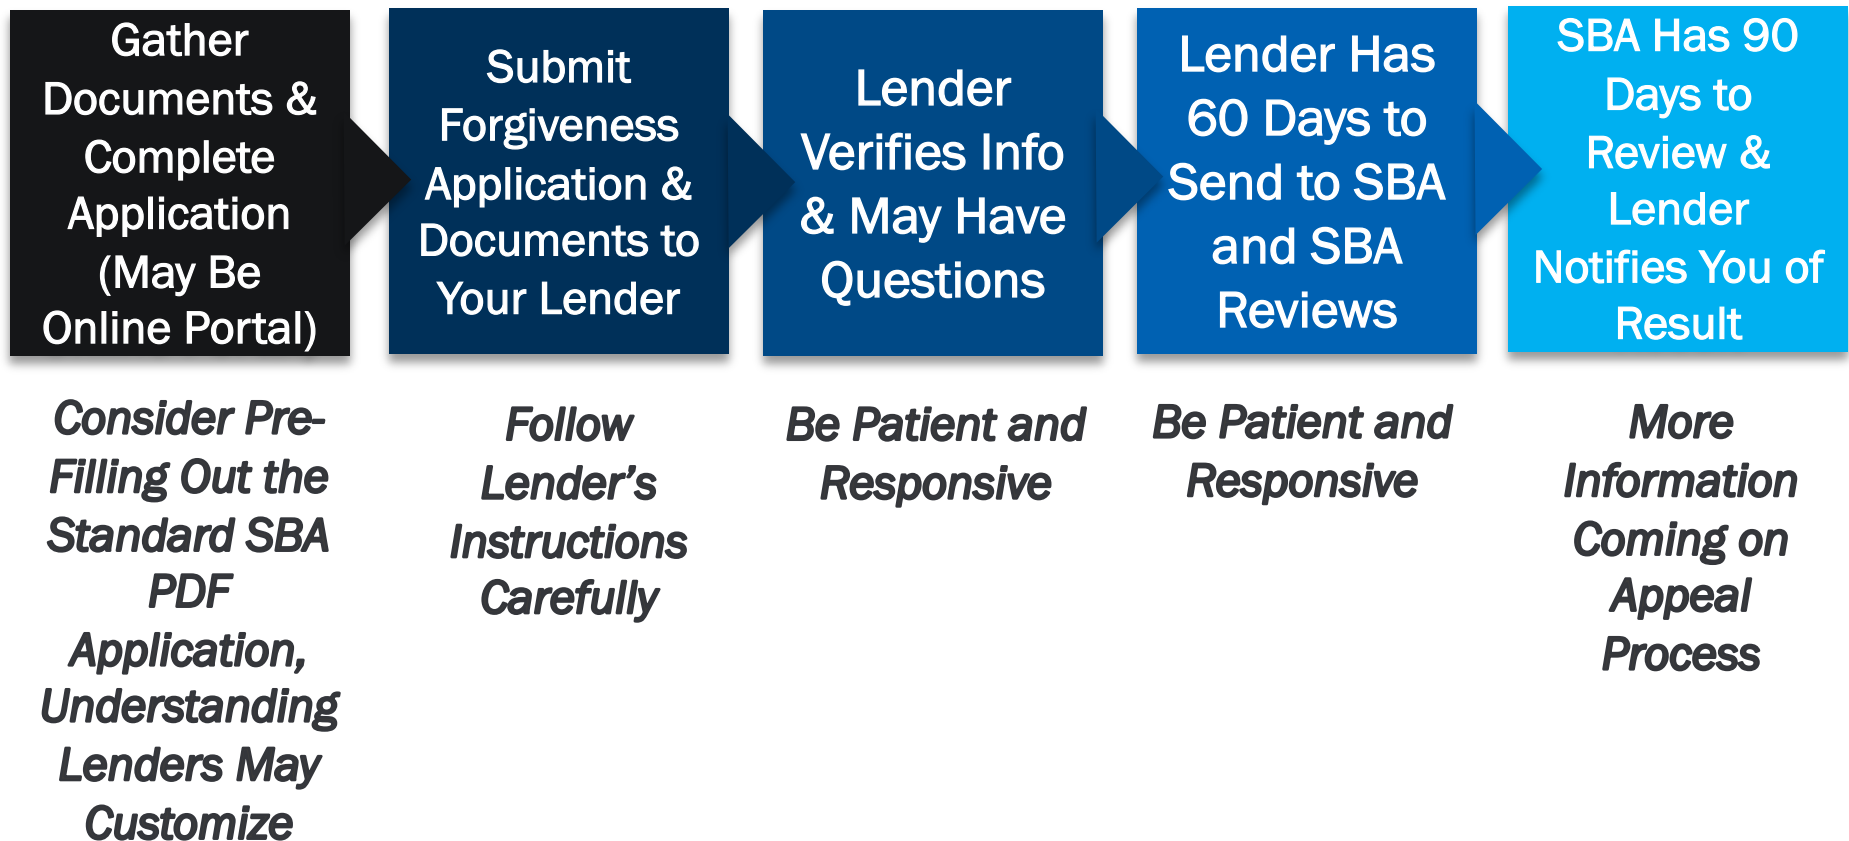 Gather
Documents &
Complete
Application
(May Be
Online Portal)
Submit
Forgiveness
Application &
Documents to
Your Lender
Lender
Verifies Info
& May Have
Questions
Lender Has
60 Days to
Send to SBA
and SBA
Reviews
SBA Has 90
Days to
Review &
Lender
Notifies You of
Result
Consider Pre-
Filling Out the
Standard SBA
PDF
Application,
Understanding
Lenders May
Customize
Follow
Lender’s
Instructions
Carefully
Be Patient and
Responsive
Be Patient and
Responsive
More
Information
Coming on
Appeal
Process